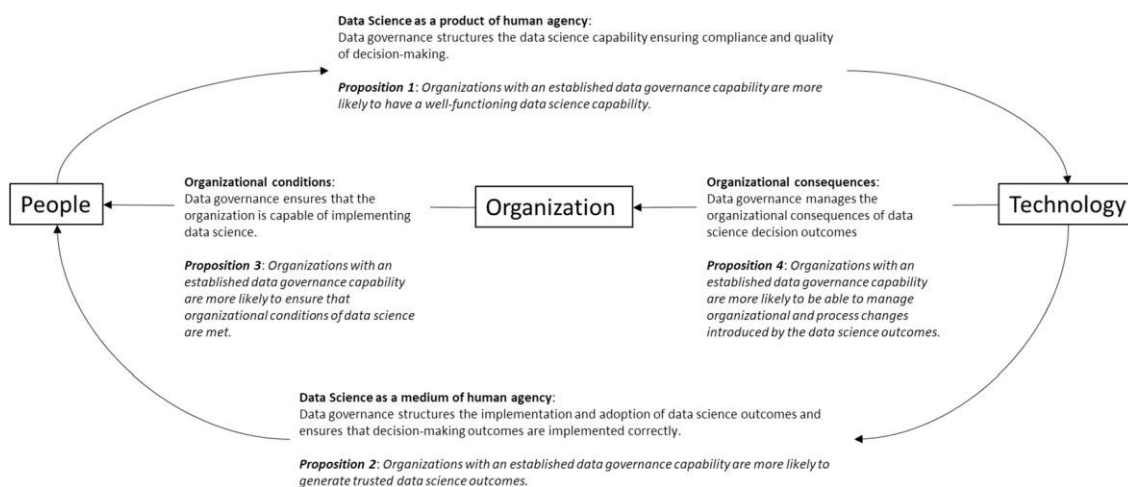 Data Science as a product of human agency:
Data governance structures the data science capability ensuring compliance and quality
of decision-making.
Proposition 1: Organizations with an established data governance capability are more
likely to have a well-functioning data science capability.
People
Organizational conditions:
Data governance ensures that the
organization is capable of implementing
data science.
Proposition 3: Organizations with an
established data governance capability
are more likely to ensure that
organizational conditions of data science
are met.
Organization
Organizational consequences:
Data governance manages the
organizational consequences of data
science decision outcomes
Proposition 4: Organizations with an
established data governance capability
are more likely to be able to manage
organizational and process changes
introduced by the data science outcomes.
Technology
Data Science as a medium of human agency:
Data governance structures the implementation and adoption of data science outcomes and
ensures that decision-making outcomes are implemented correctly.
Proposition 2: Organizations with an established data governance capability are more likely to
generate trusted data science outcomes.